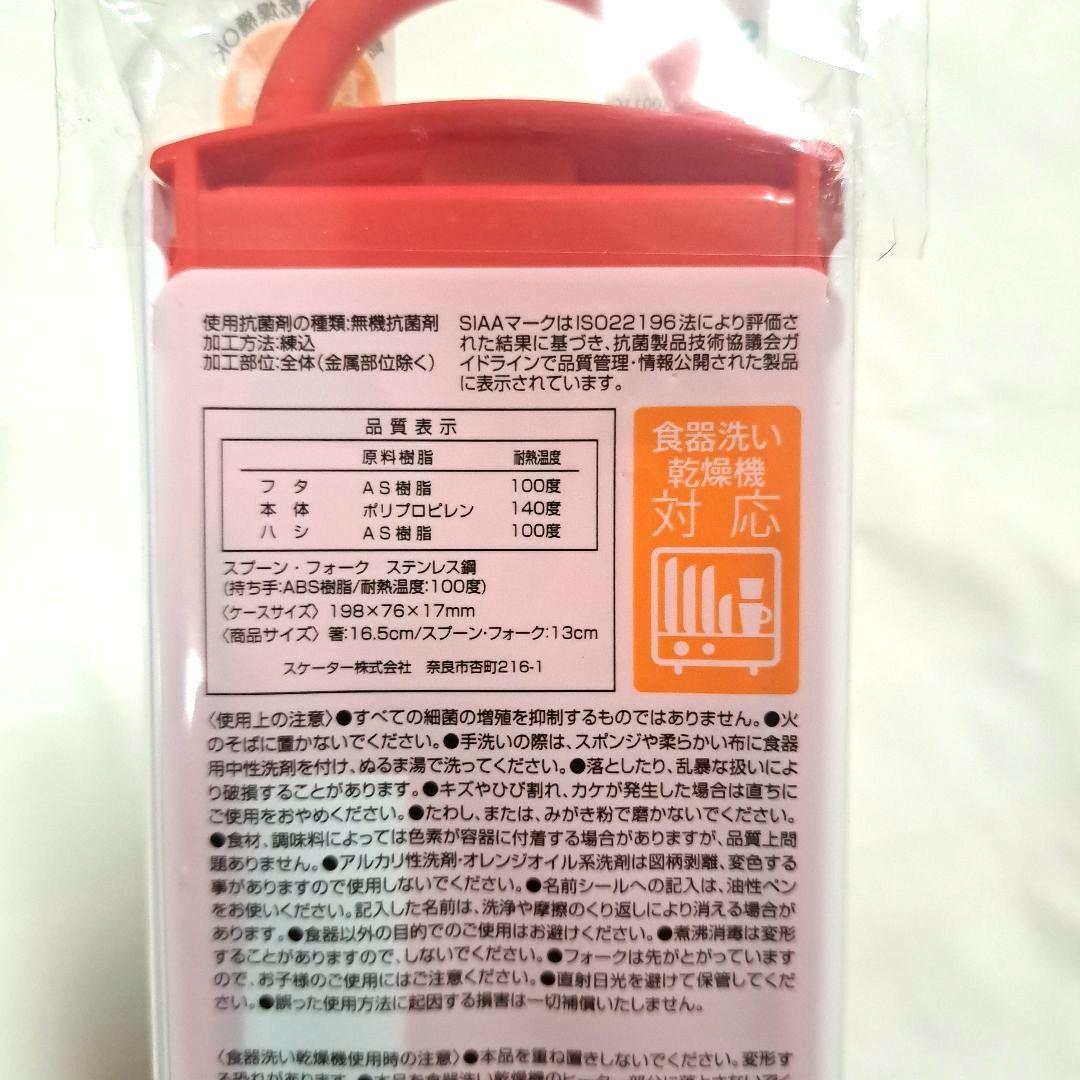 使用抗菌剤の種類:無機抗菌剤
加工方法:練込
加工部位:全体(金属部位除く)
SIAAマークはISO22196法により評価さ
れた結果に基づき、抗菌製品技術協議会ガ
イドラインで品質管理・情報公開された製品
に表示されています。
品質表示
原料樹脂 耐熱温度
フタ AS樹脂 100度
本体 ポリプロピレン 140度
ハシ AS樹脂 100度
スプーン・フォーク ステンレス鋼
(持ち手:ABS樹脂/耐熱温度:100度)
〈ケースサイズ〉198×76×17mm
〈商品サイズ〉箸:16.5cm/スプーン・フォーク:13cm
スケーター株式会社 奈良市杏町216-1
食器洗い
乾燥機
対応
〈使用上の注意〉●すべての細菌の増殖を抑制するものではありません。●火
のそばに置かないでください。●手洗いの際は、スポンジや柔らかい布に食器
用中性洗剤を付け、ぬるま湯で洗ってください。●落としたり、乱暴な扱いによ
り破損することがあります。●キズやひび割れ、カケが発生した場合は直ちに
ご使用をおやめください。●たわし、または、みがき粉で磨かないでください。
●食材、調味料によっては色素が容器に付着する場合がありますが、品質上問
題ありません。●アルカリ性洗剤・オレンジオイル系洗剤は図柄剥離、変色する
事がありますので使用しないでください。●名前シールへの記入は、油性ペン
をお使いください。記入した名前は、洗浄や摩擦のくり返しにより消える場合が
あります。●食器以外の目的でのご使用はお避けください。●煮沸消毒は変形
することがありますので、しないでください。●フォークは先がとがっています
ので、お子様のご使用にはご注意ください。●直射日光を避けて保管してくだ
さい。●誤った使用方法に起因する損害は一切補償いたしません。
〈食器洗い乾燥機使用時の注意〉●本品を重ね置きしないでください。変形す
る恐れがあります。●本品を食器洗い乾燥機のヒーター部分に落とさないでく